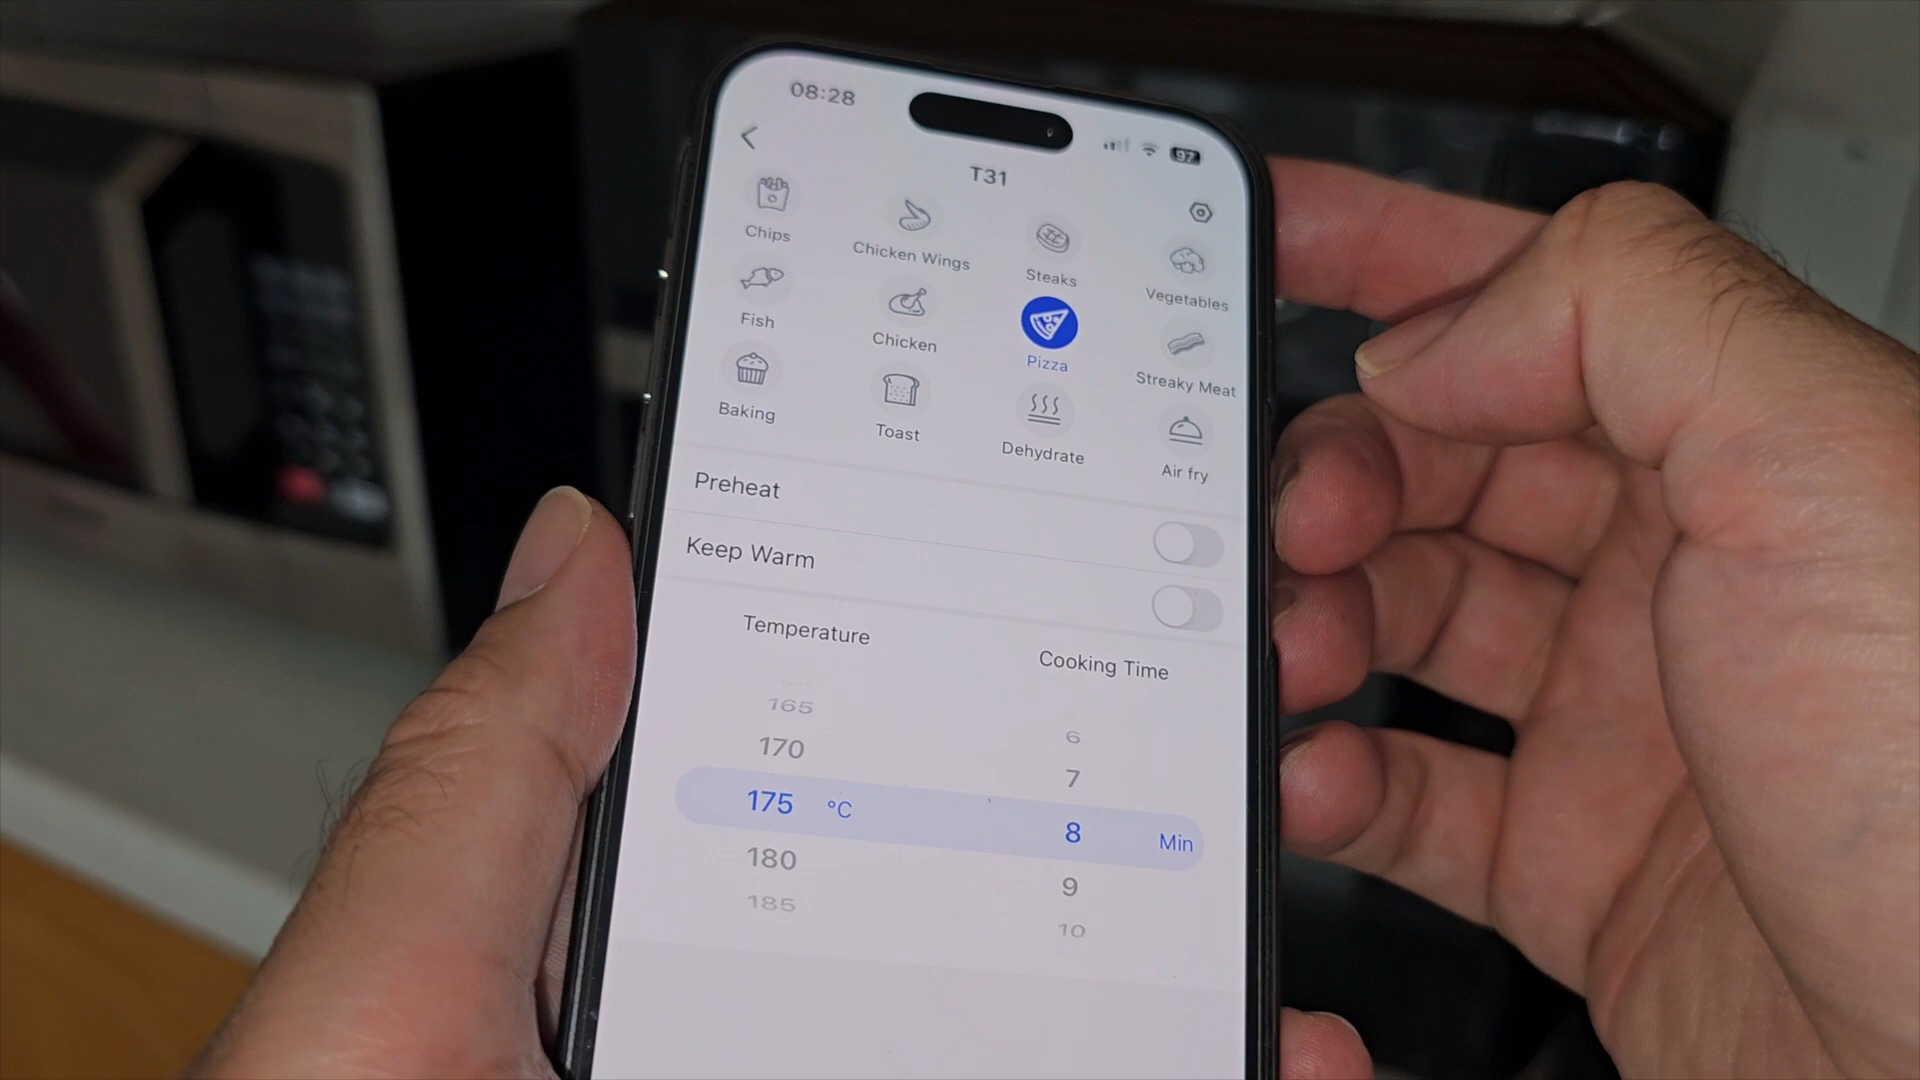 08:28
97
T31
Chips
Chicken Wings
Steaks
Vegetables
Fish
Chicken
Pizza
Streaky Meat
Baking
Toast
Dehydrate
Air fry
Preheat
Keep Warm
Temperature
Cooking Time
165
6
170
7
175 °C
8 Min
180
9
185
10